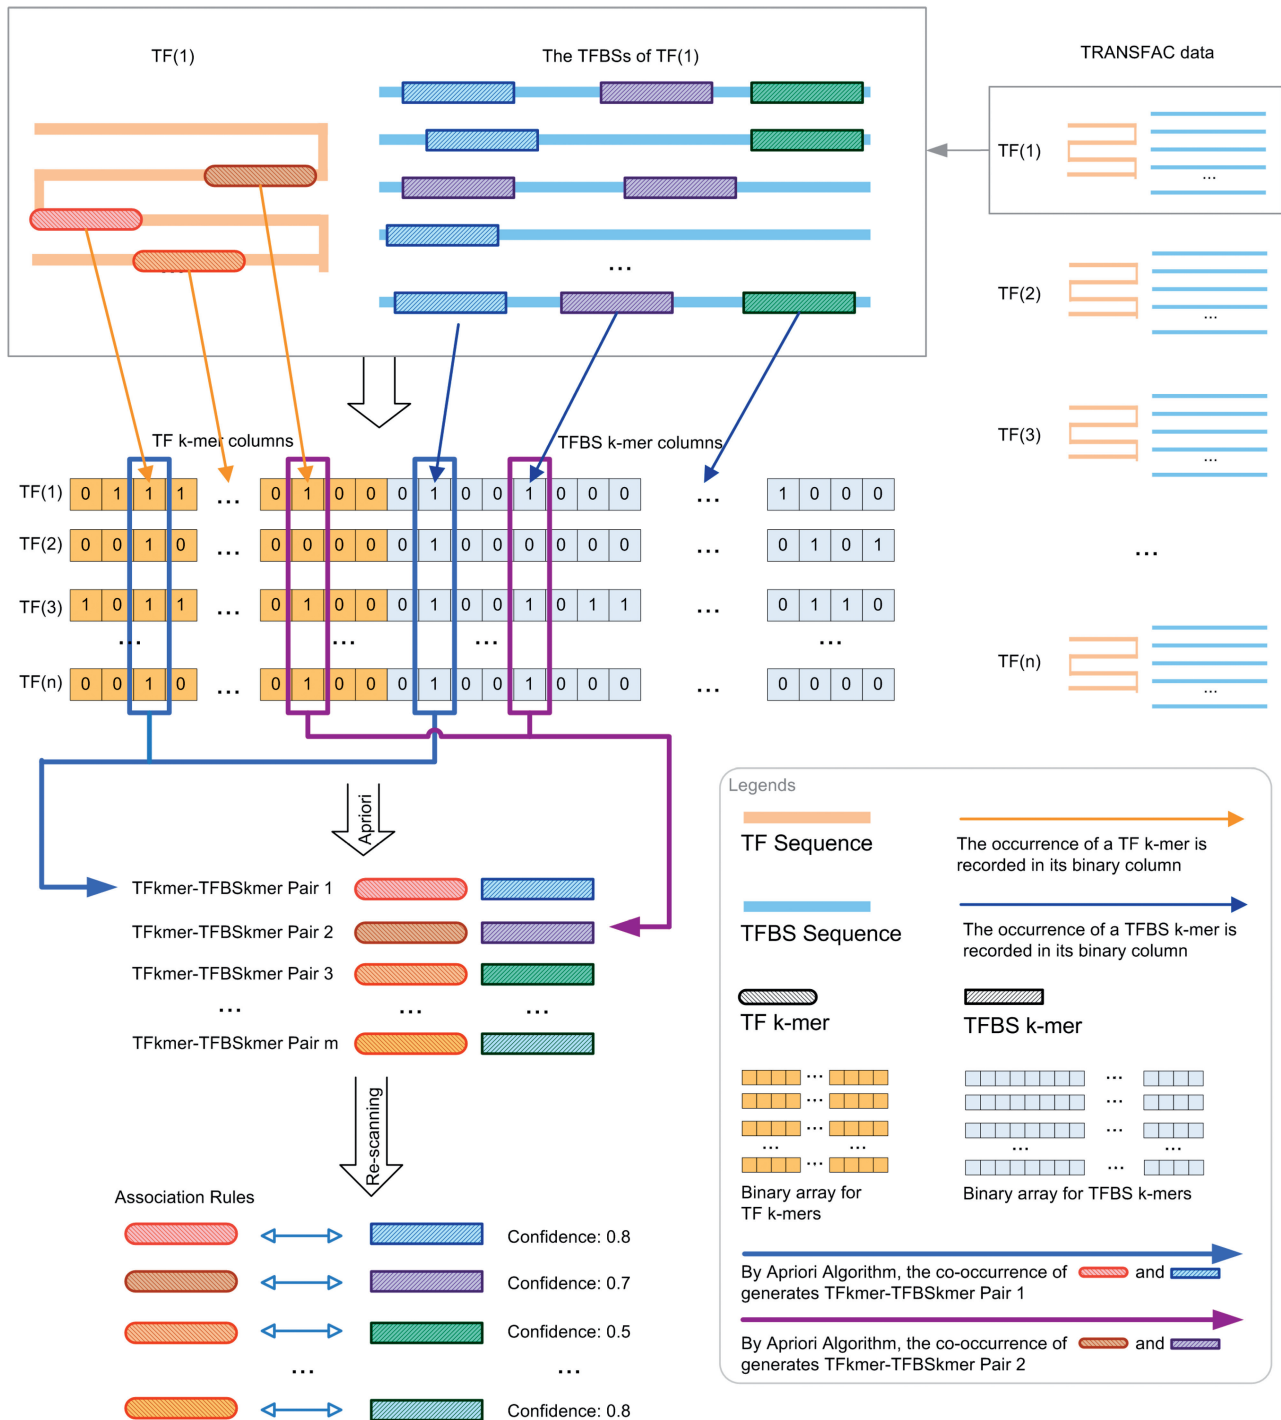 TF(1)
The TFBSs of TF(1)
TRANSFAC data
TF(1)
...
TF(2)
...
TF(3)
...
...
TF(n)
...
...
...
TF k-mer columns
TFBS k-mer columns
TF(1) 0 1 1 1 ... 0 1 0 0 0 1 0 0 1 0 0 0 ... 1 0 0 0
TF(2) 0 0 1 0 ... 0 0 0 0 0 1 0 0 0 0 0 0 ... 0 1 0 1
TF(3) 1 0 1 1 ... 0 1 0 0 0 1 0 0 1 0 1 1 ... 0 1 1 0
... ... ... ...
TF(n) 0 0 1 0 ... 0 1 0 0 0 1 0 0 1 0 0 0 ... 0 0 0 0
Apriori
TFkmer-TFBSkmer Pair 1
TFkmer-TFBSkmer Pair 2
TFkmer-TFBSkmer Pair 3
... ... ...
TFkmer-TFBSkmer Pair m
Re-scanning
Association Rules
Confidence: 0.8
Confidence: 0.7
Confidence: 0.5
... ...
Confidence: 0.8
Legends
TF Sequence
The occurrence of a TF k-mer is
recorded in its binary column
TFBS Sequence
The occurrence of a TFBS k-mer is
recorded in its binary column
TF k-mer
TFBS k-mer
... ...
... ...
... ...
... ...
... ...
Binary array for
TF k-mers
Binary array for TFBS k-mers
By Apriori Algorithm, the co-occurrence of and
generates TFkmer-TFBSkmer Pair 1
By Apriori Algorithm, the co-occurrence of and
generates TFkmer-TFBSkmer Pair 2